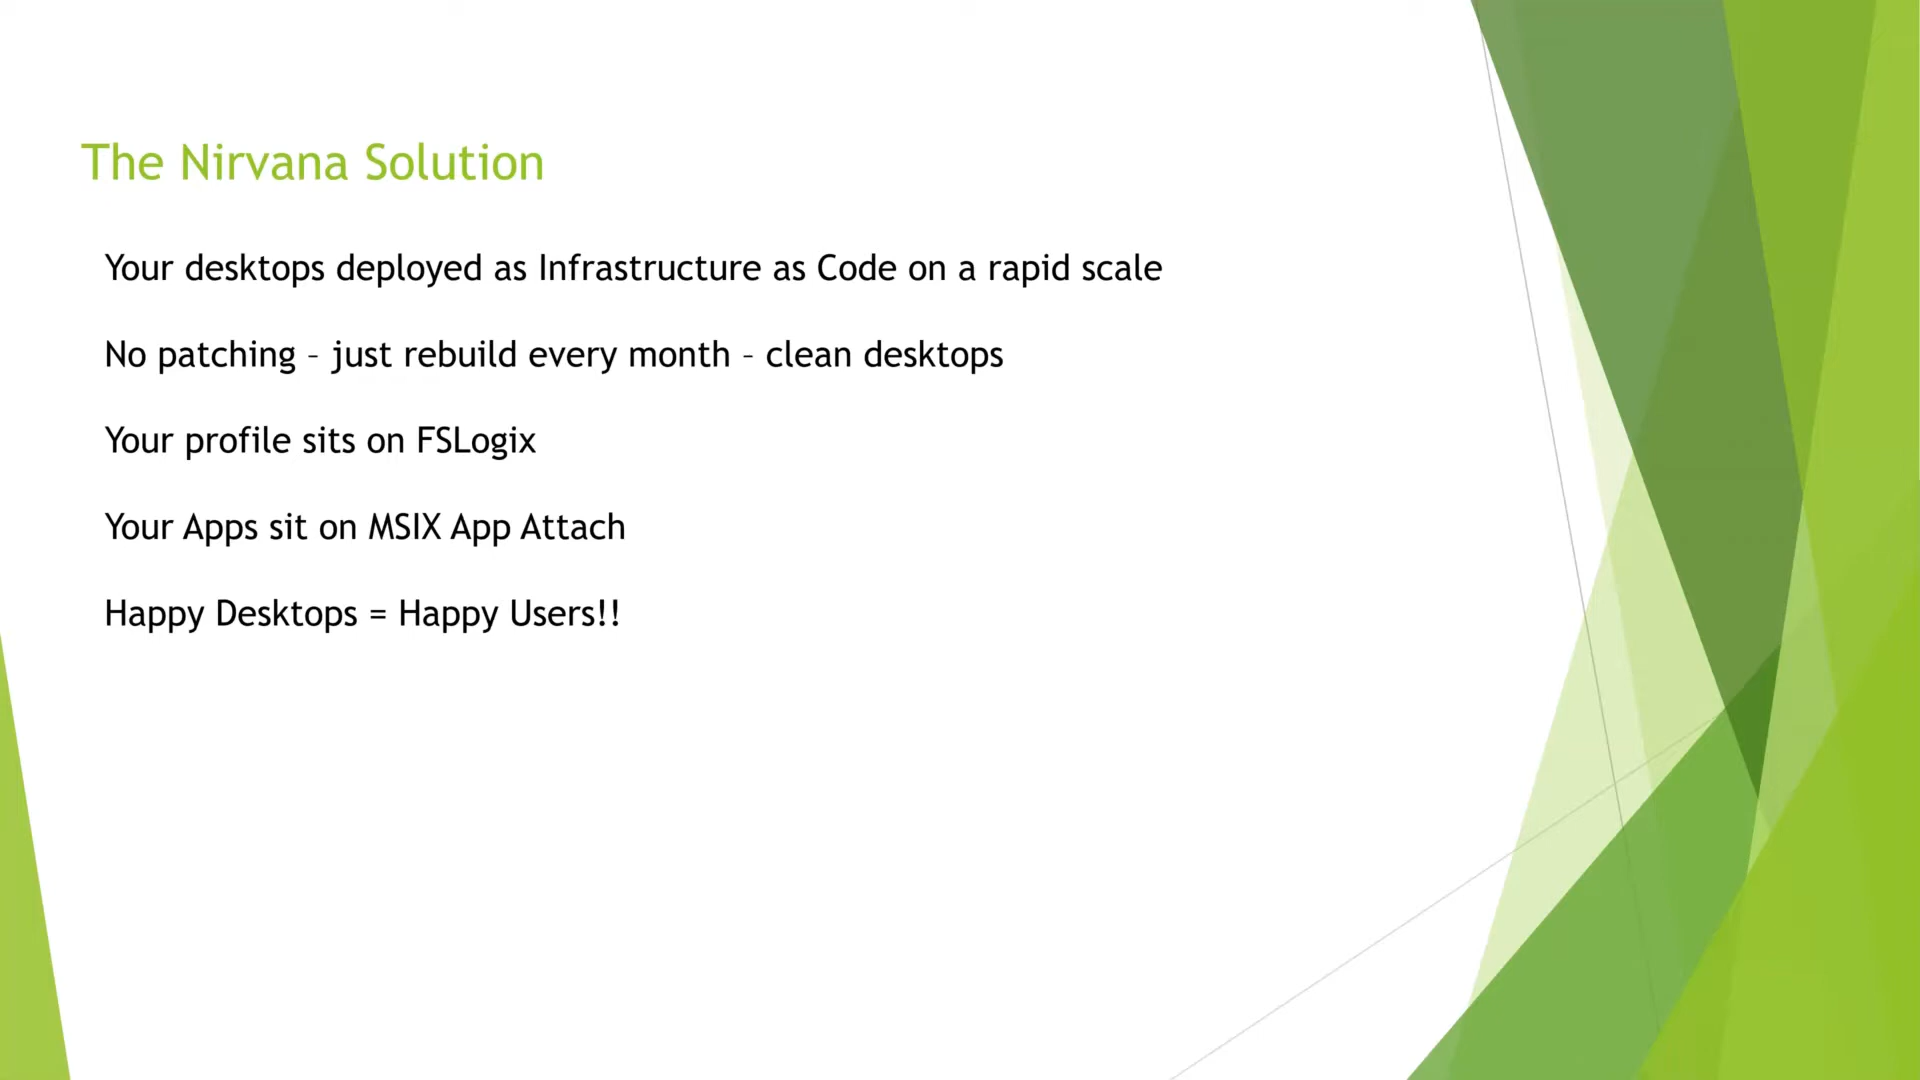 The Nirvana Solution
Your desktops deployed as Infrastructure as Code on a rapid scale
No patching – just rebuild every month – clean desktops
Your profile sits on FSLogix
Your Apps sit on MSIX App Attach
Happy Desktops = Happy Users!!